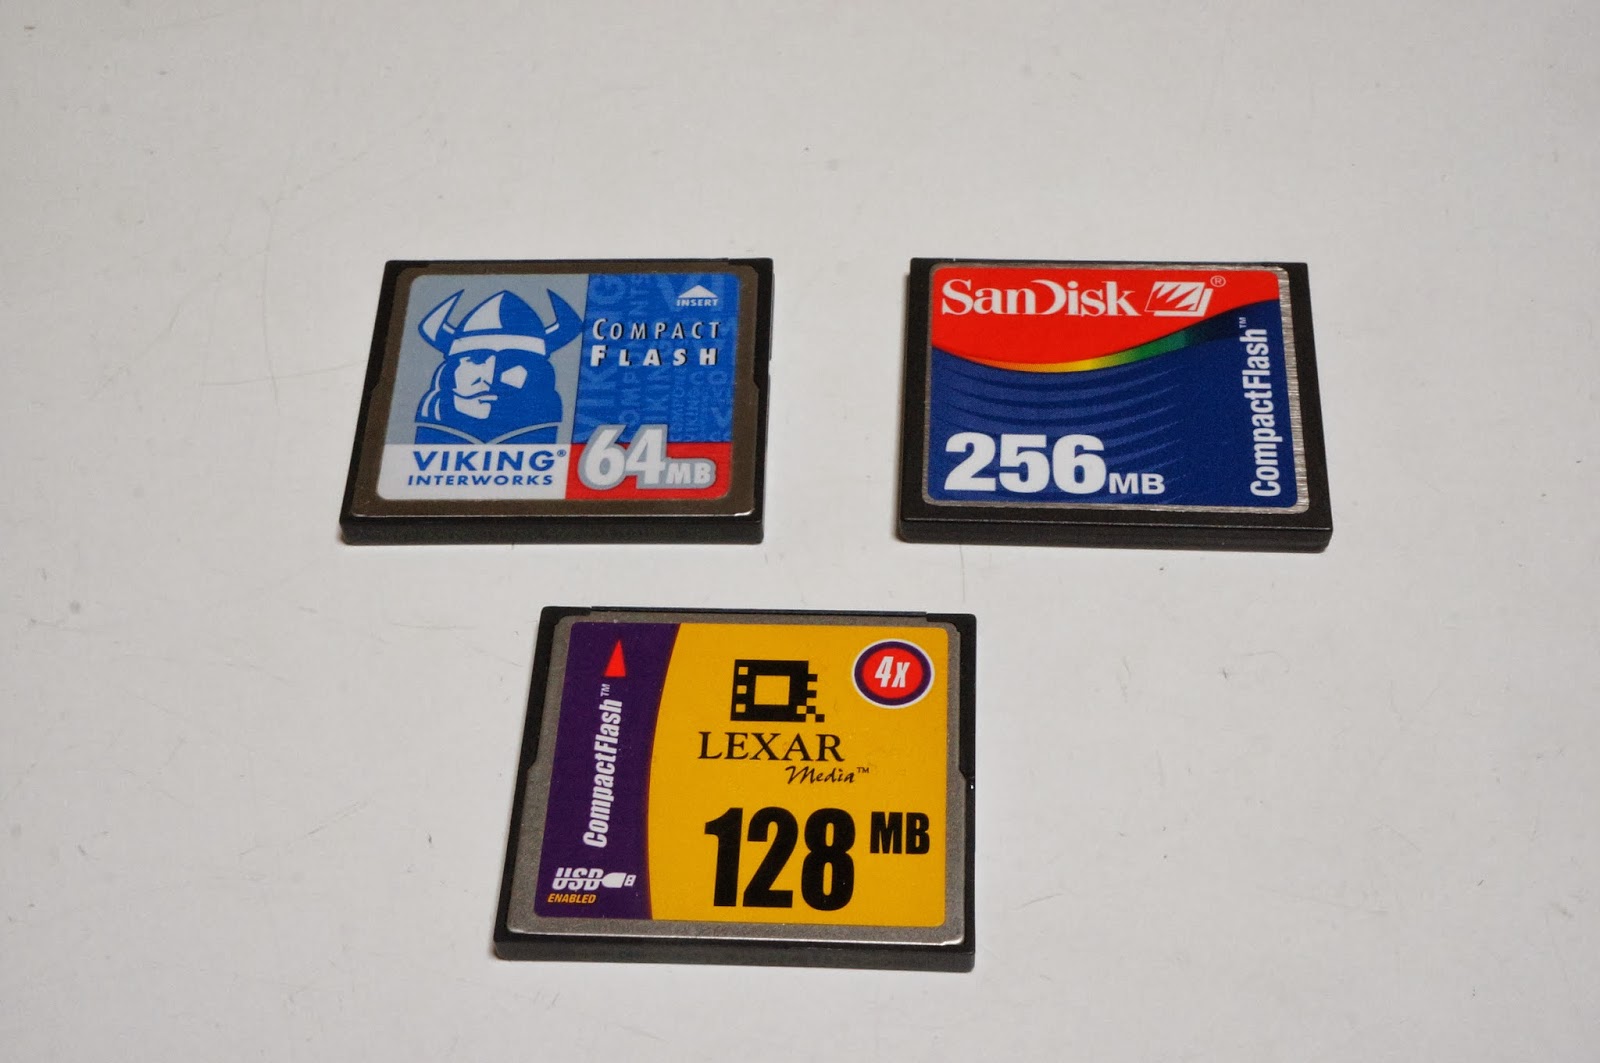 INSERT
COMPACT
FLASH
VIKING®
INTERWORKS
64MB
SanDisk ®
CompactFlash™
256MB
4X
LEXAR
Media™
CompactFlash™
128 MB
USB
ENABLED